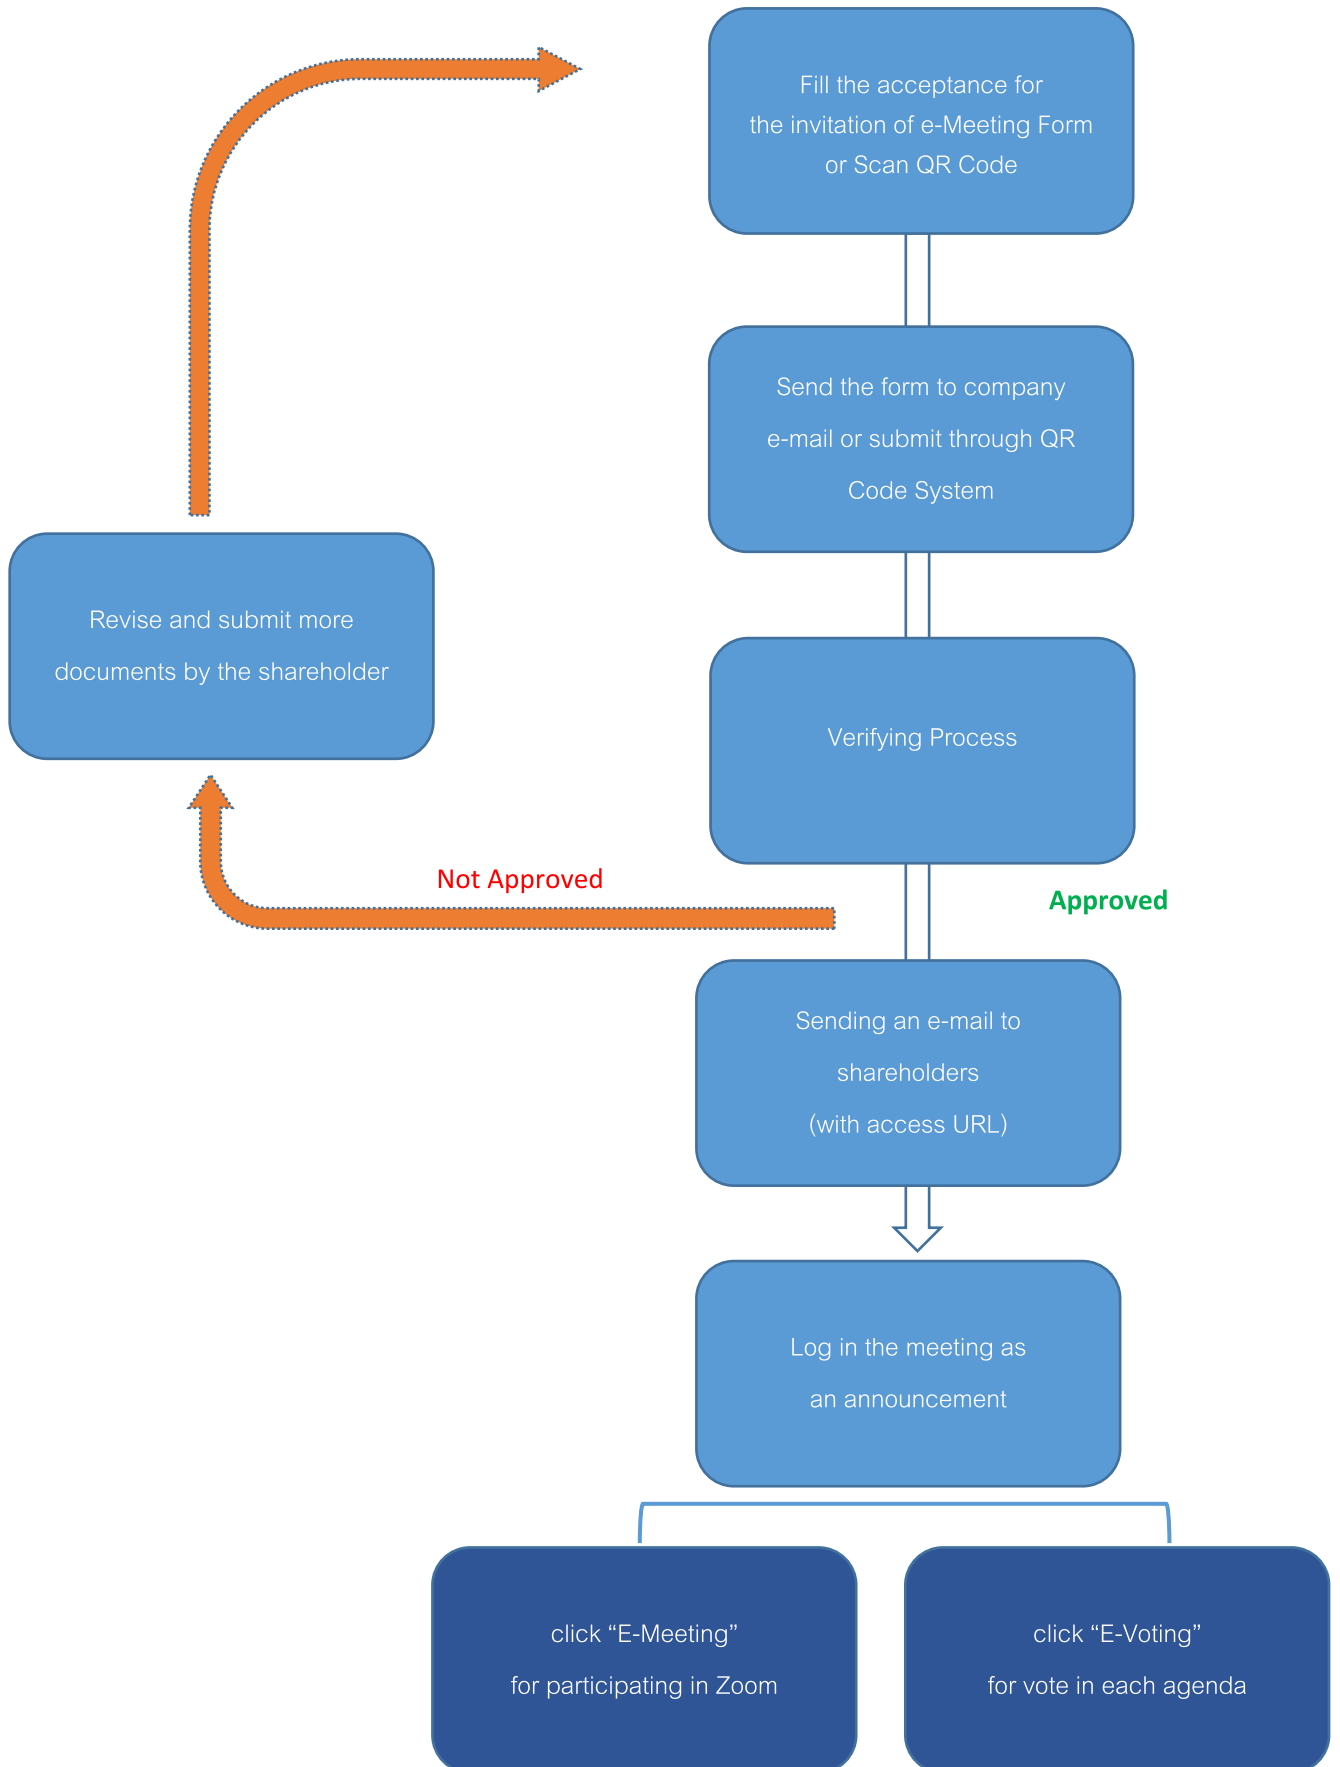 Fill the acceptance for
the invitation of e-Meeting Form
or Scan QR Code
Send the form to company
e-mail or submit through QR
Code System
Revise and submit more
documents by the shareholder
Verifying Process
Not Approved
Approved
Sending an e-mail to
shareholders
(with access URL)
Log in the meeting as
an announcement
click “E-Meeting”
for participating in Zoom
click “E-Voting”
for vote in each agenda